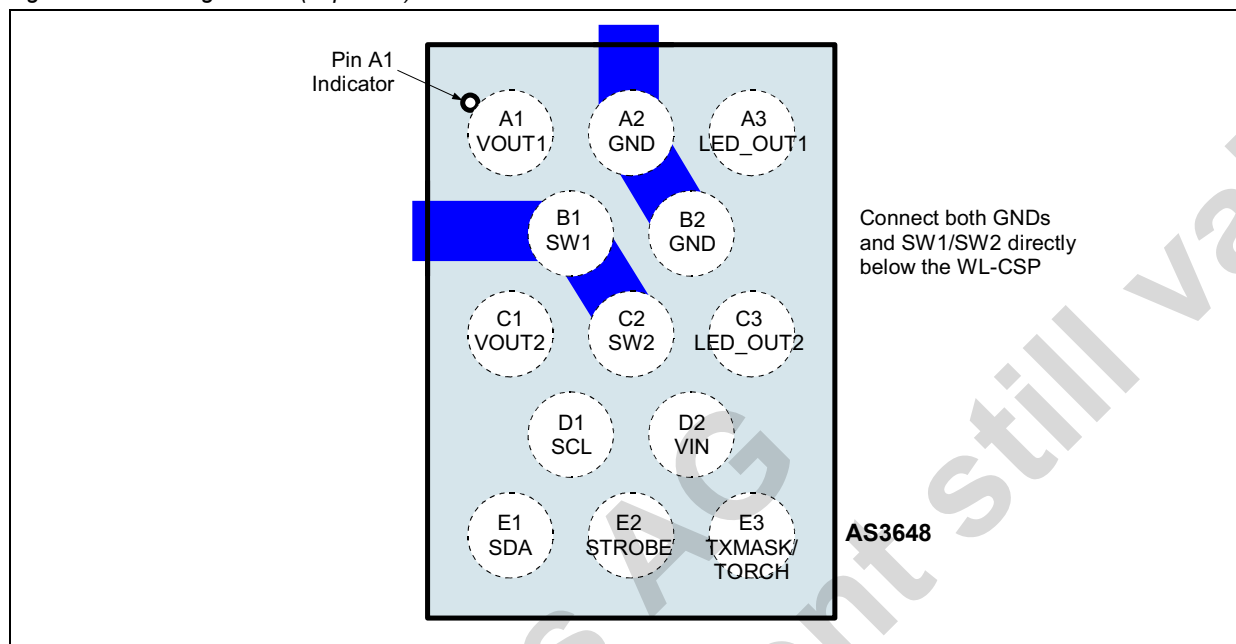 Pin A1
Indicator
A1
VOUT1
A2
GND
A3
LED_OUT1
B1
SW1
B2
GND
Connect both GNDs
and SW1/SW2 directly
below the WL-CSP
C1
VOUT2
C2
SW2
C3
LED_OUT2
D1
SCL
D2
VIN
E1
SDA
E2
STROBE
E3
TXMASK/
TORCH
AS3648
AG
still